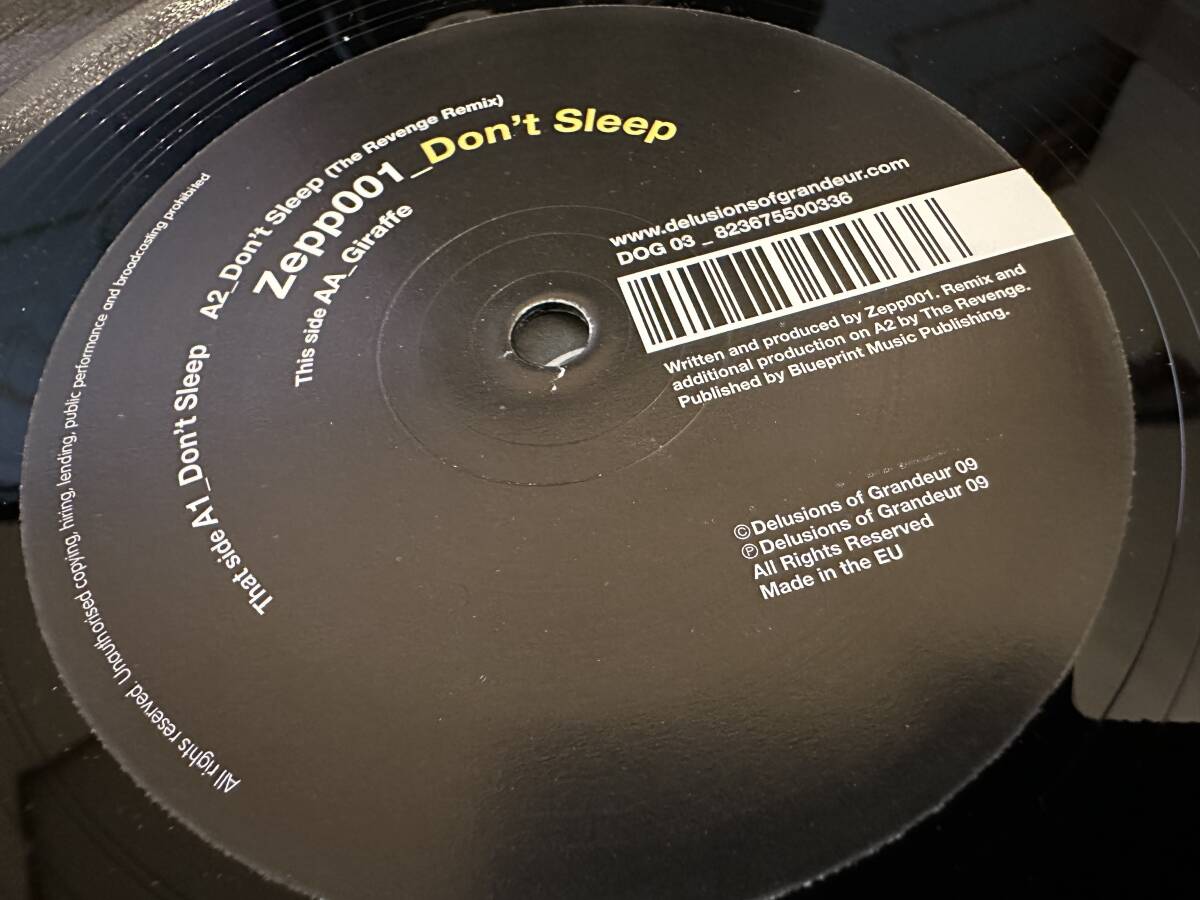 That side A1_Don't Sleep   A2_Don't Sleep (The Revenge Remix)
Zepp001_Don't Sleep
This side AA_Giraffe
www.delusionsofgrandeur.com
DOG 03 _ 823675500336
Written and produced by Zepp001. Remix and
additional production on A2 by The Revenge.
Published by Blueprint Music Publishing.
©Delusions of Grandeur 09
℗Delusions of Grandeur 09
All Rights Reserved
Made in the EU
All rights reserved. Unauthorised copying, hiring, lending, public performance and broadcasting prohibited